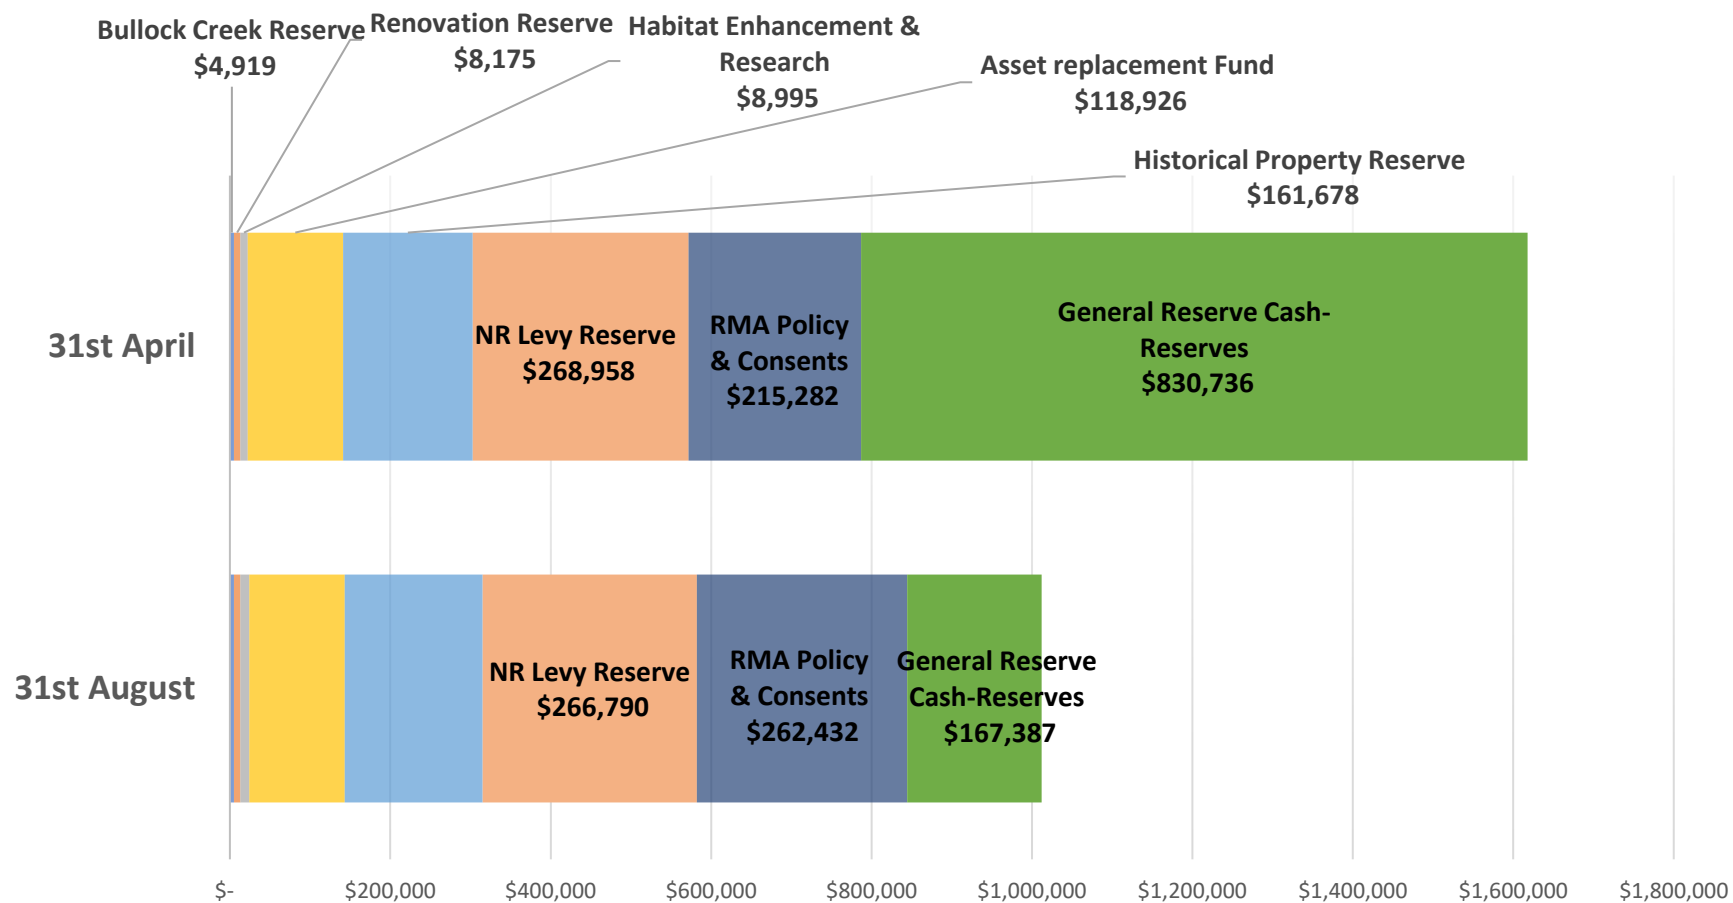 Bullock Creek Reserve
$4,919
Renovation Reserve
$8,175
Habitat Enhancement &
Research
$8,995
Asset replacement Fund
$118,926
Historical Property Reserve
$161,678
31st April
NR Levy Reserve
$268,958
RMA Policy
& Consents
$215,282
General Reserve Cash-
Reserves
$830,736
31st August
NR Levy Reserve
$266,790
RMA Policy
& Consents
$262,432
General Reserve
Cash-Reserves
$167,387
$- $200,000 $400,000 $600,000 $800,000 $1,000,000 $1,200,000 $1,400,000 $1,600,000 $1,800,000